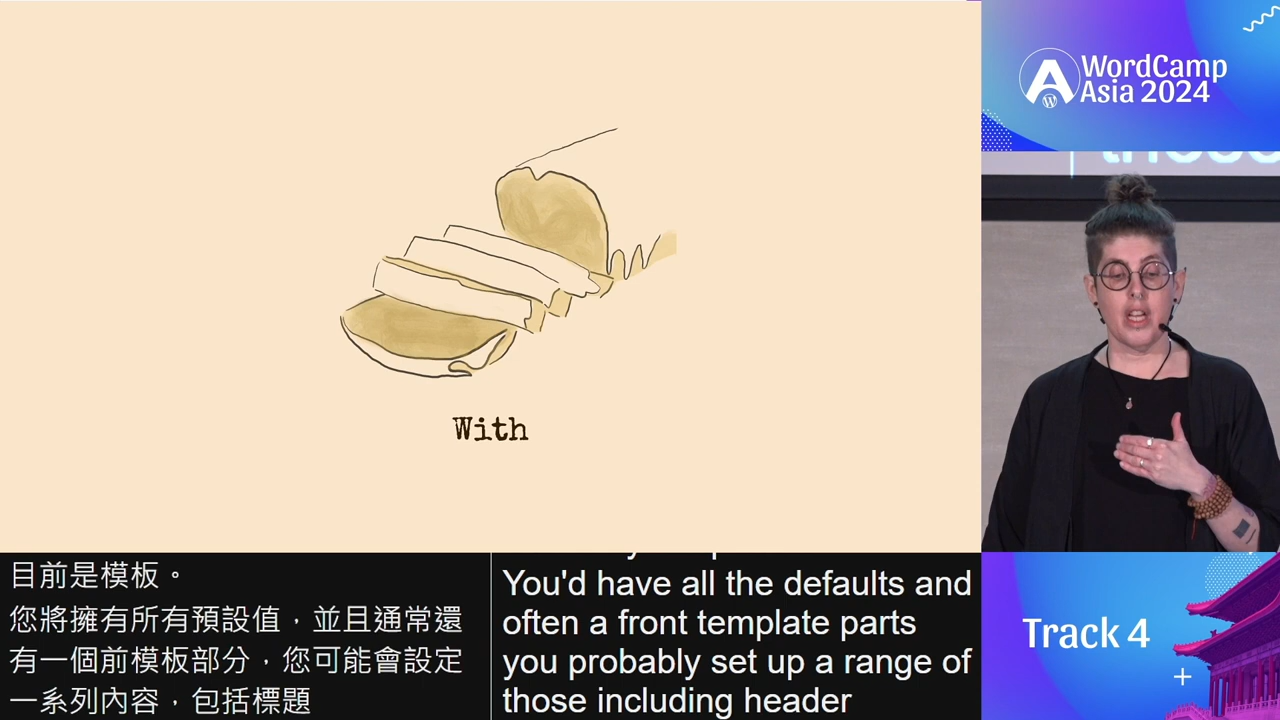 WordCamp
Asia 2024
With
目前是模板。
您將擁有所有預設值，並且通常還
有一個前模板部分，您可能會設定
一系列內容，包括標題
You'd have all the defaults and
often a front template parts
you probably set up a range of
those including header
Track 4